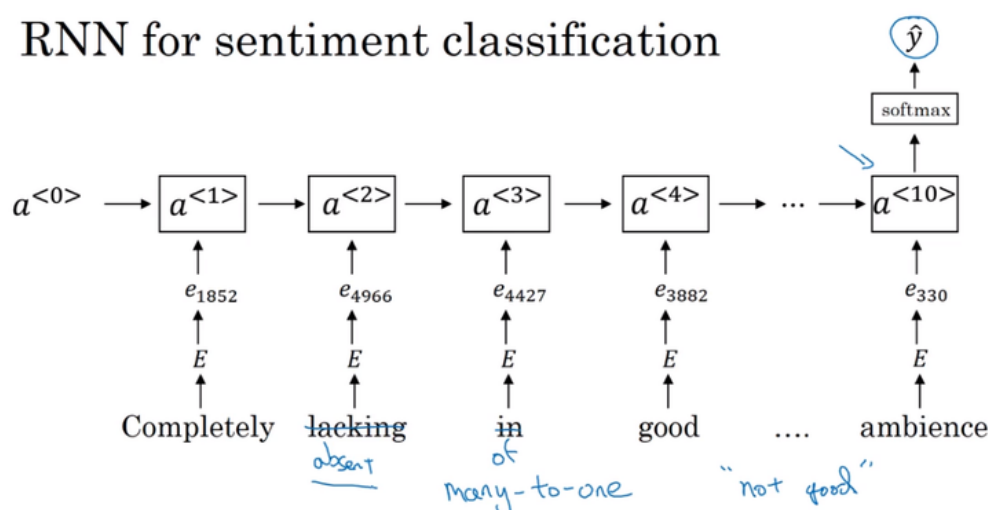 RNN for sentiment classification
ŷ
softmax
a<0> a<1> a<2> a<3> a<4> ... a<10>
e1852 e4966 e4427 e3882 e330
E E E E E
Completely lacking in good .... ambience
absent of
many-to-one "not good"